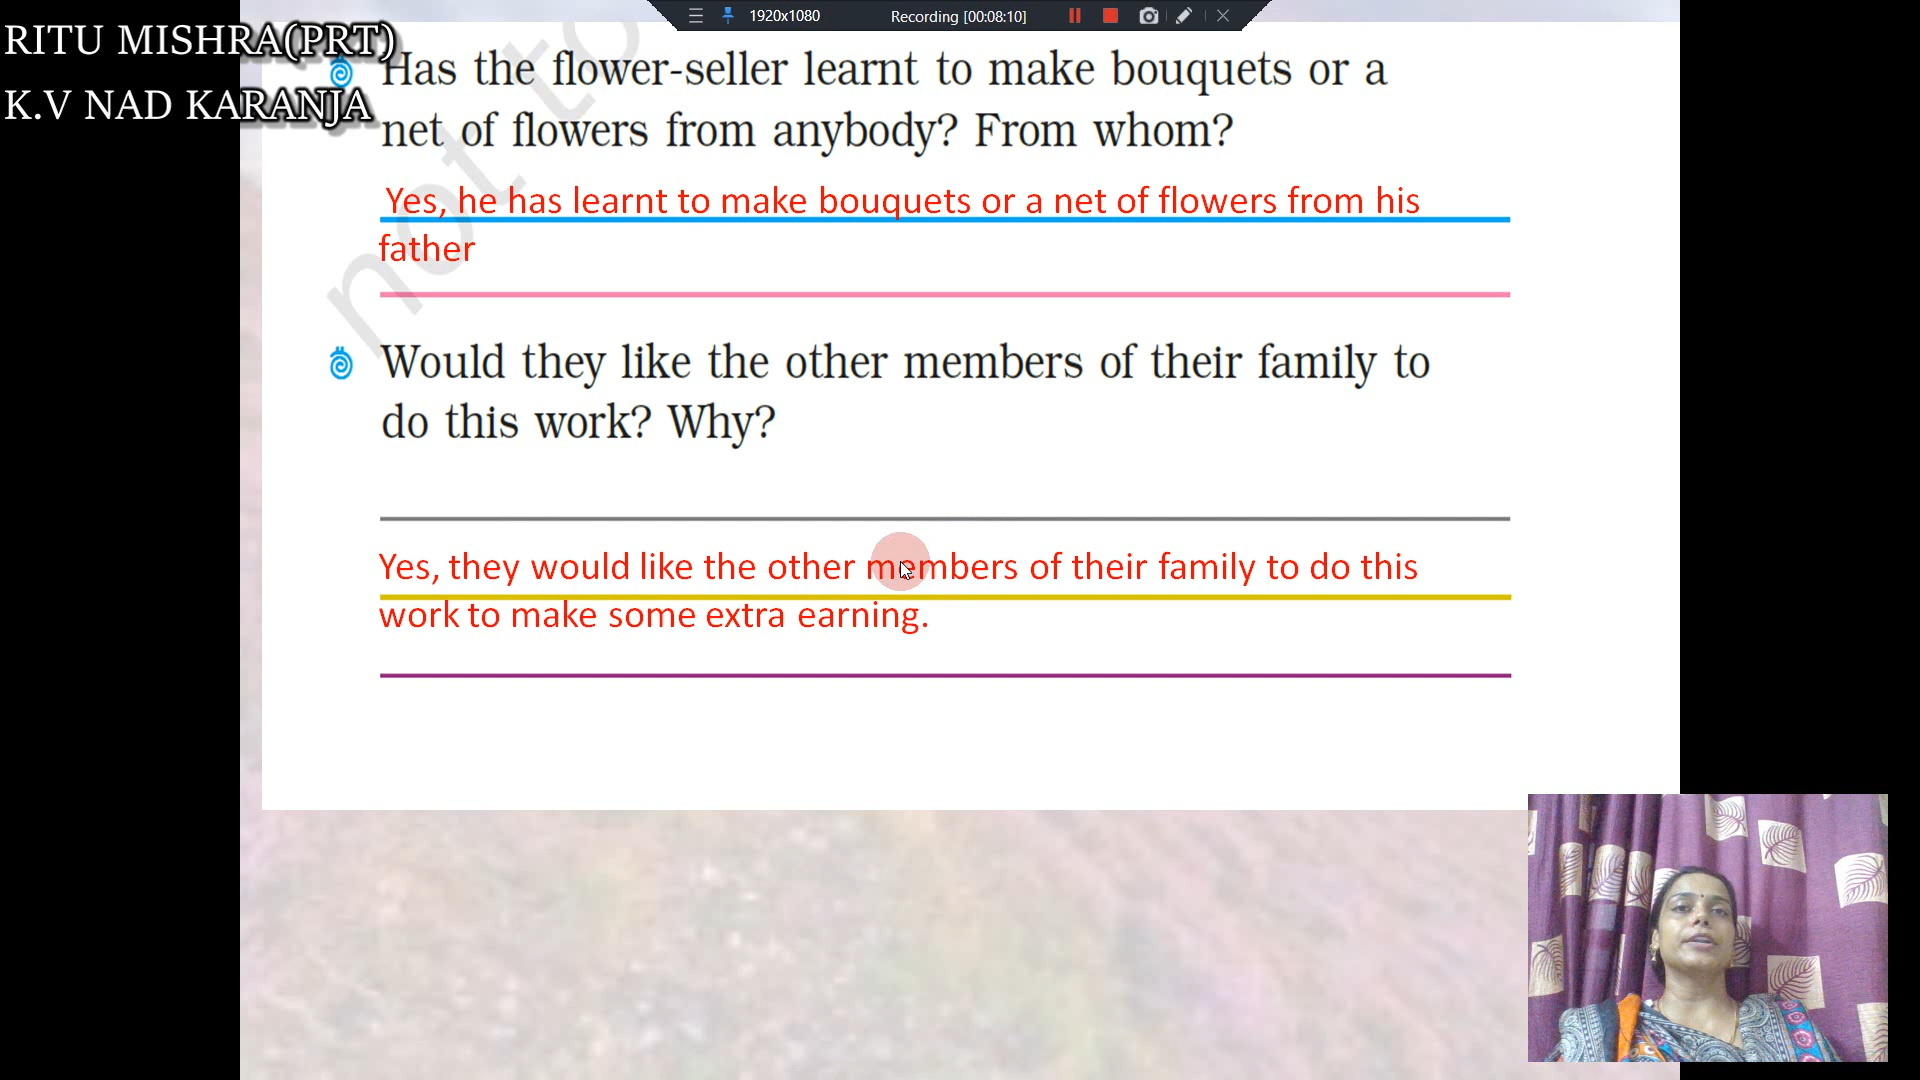 1920x1080
Recording [00:08:10]
RITU MISHRA(PRT)
K.V NAD KARANJA
Has the flower-seller learnt to make bouquets or a
net of flowers from anybody? From whom?
Yes, he has learnt to make bouquets or a net of flowers from his
father
Would they like the other members of their family to
do this work? Why?
Yes, they would like the other members of their family to do this
work to make some extra earning.
not to